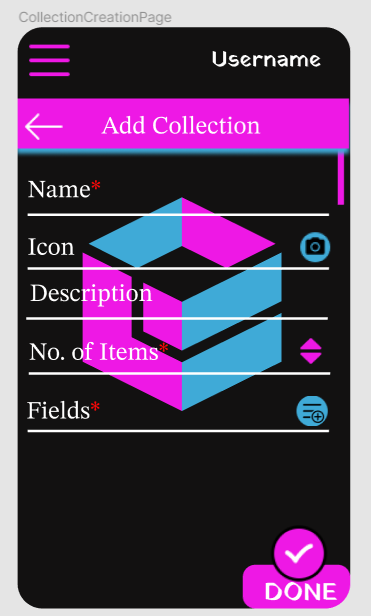 CollectionCreationPage
Username
Add Collection
Name*
Icon
Description
No. of Items*
Fields*
DONE